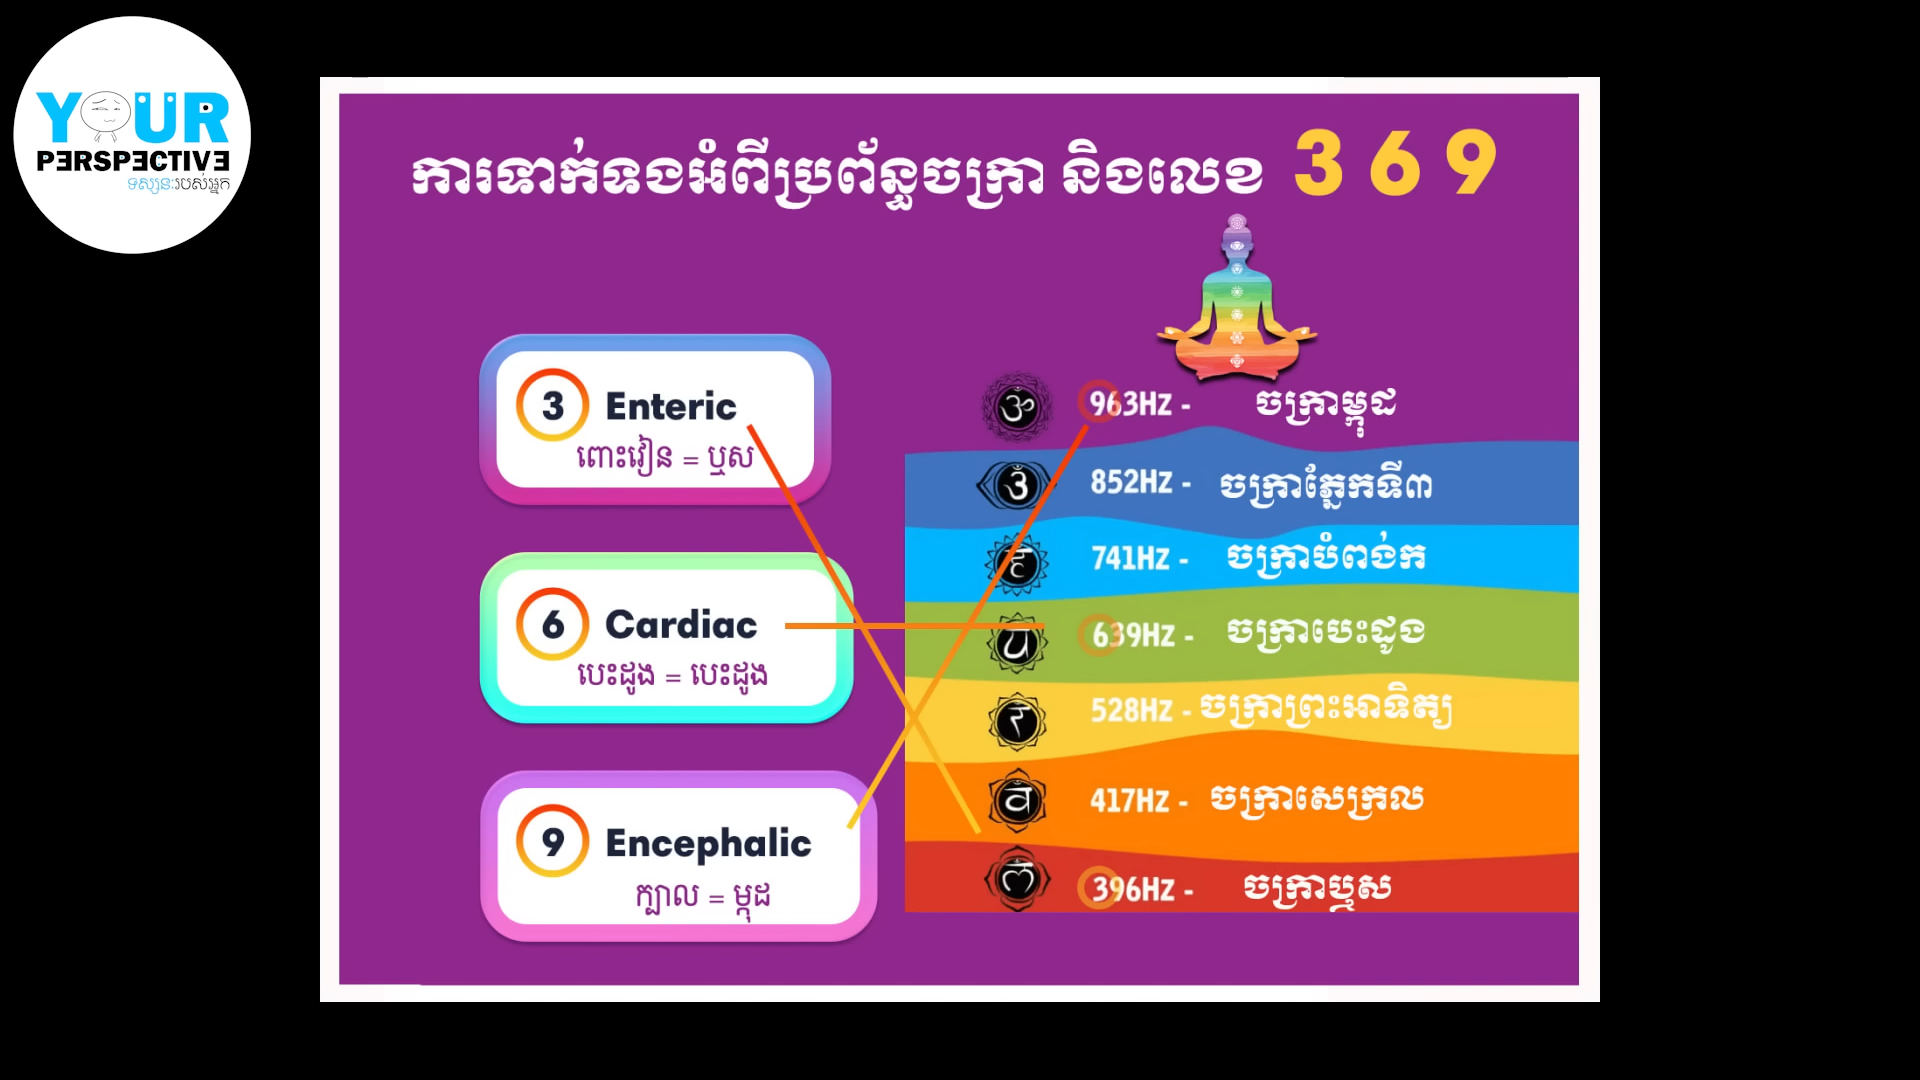 YOUR
PERSPECTIVE
ទស្សនៈរបស់អ្នក
ការទាក់ទងអំពីប្រព័ន្ធចក្រា និងលេខ 3 6 9
3 Enteric
ពោះវៀន = ឬស
6 Cardiac
បេះដូង = បេះដូង
9 Encephalic
ក្បាល = ម្កុដ
963Hz - ចក្រាម្កុដ
852Hz - ចក្រាភ្នែកទី៣
741Hz - ចក្រាបំពង់ក
639Hz - ចក្រាបេះដូង
528Hz - ចក្រាព្រះអាទិត្យ
417Hz - ចក្រាសេក្រល
396Hz - ចក្រាឬស